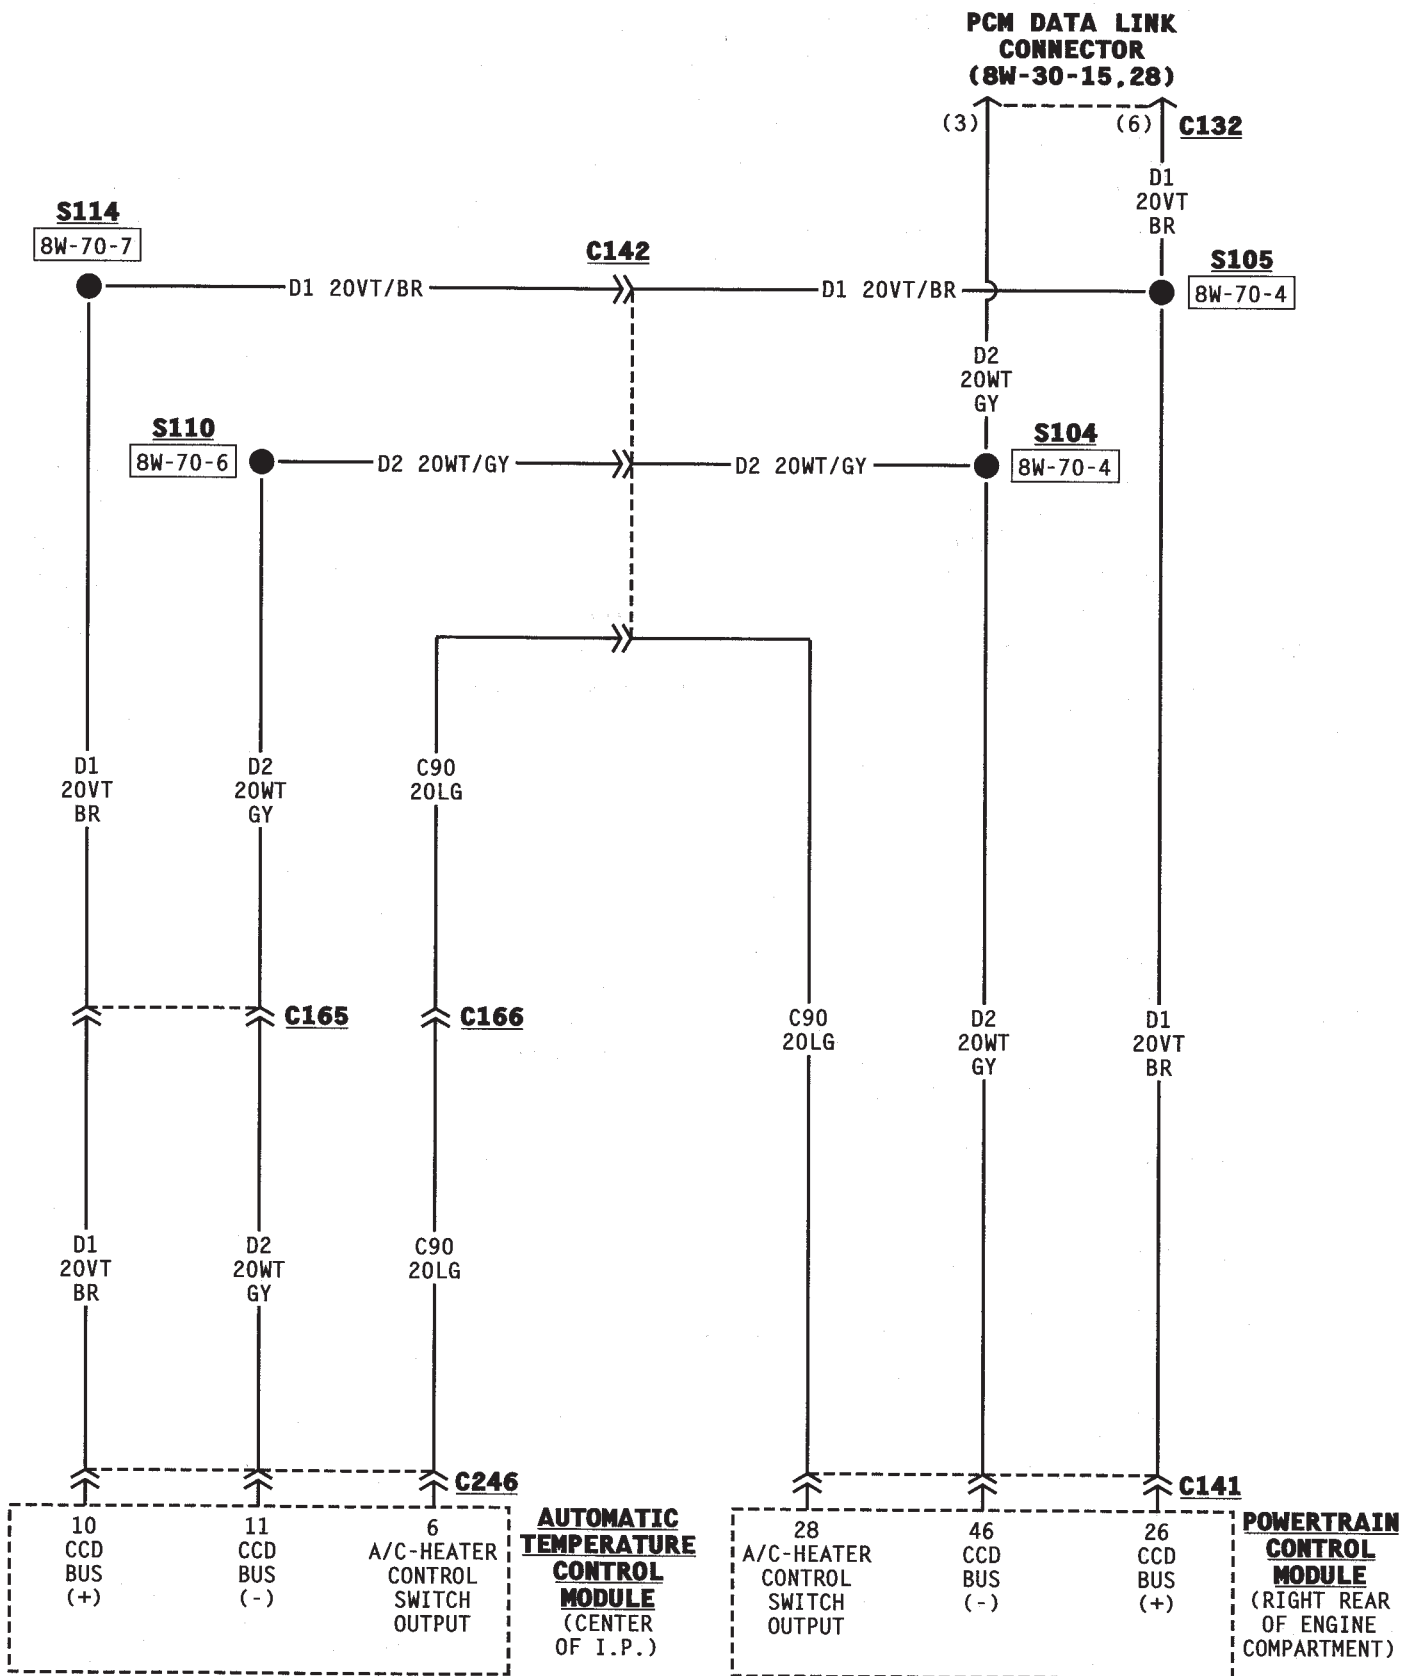 PCM DATA LINK
CONNECTOR
(8W-30-15,28)
(3)
(6)
C132
D1
20VT
BR
S114
8W-70-7
C142
S105
8W-70-4
D1 20VT/BR
D1 20VT/BR
D2
20WT
GY
S110
8W-70-6
S104
8W-70-4
D2 20WT/GY
D2 20WT/GY
D1
20VT
BR
D2
20WT
GY
C90
20LG
C165
C166
C90
20LG
D2
20WT
GY
D1
20VT
BR
D1
20VT
BR
D2
20WT
GY
C90
20LG
C246
C141
10
CCD
BUS
(+)
11
CCD
BUS
(-)
6
A/C-HEATER
CONTROL
SWITCH
OUTPUT
AUTOMATIC
TEMPERATURE
CONTROL
MODULE
(CENTER
OF I.P.)
28
A/C-HEATER
CONTROL
SWITCH
OUTPUT
46
CCD
BUS
(-)
26
CCD
BUS
(+)
POWERTRAIN
CONTROL
MODULE
(RIGHT REAR
OF ENGINE
COMPARTMENT)